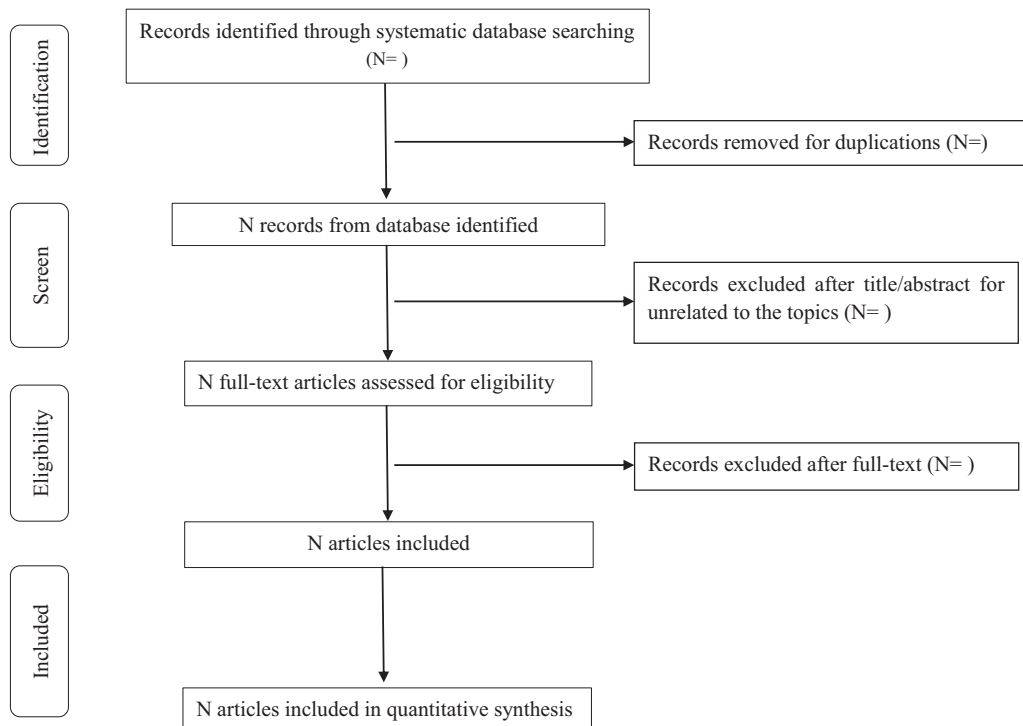 Records identified through systematic database searching
(N= )
Identification
Records removed for duplications (N=)
N records from database identified
Screen
Records excluded after title/abstract for
unrelated to the topics (N= )
N full-text articles assessed for eligibility
Eligibility
Records excluded after full-text (N= )
N articles included
Included
N articles included in quantitative synthesis